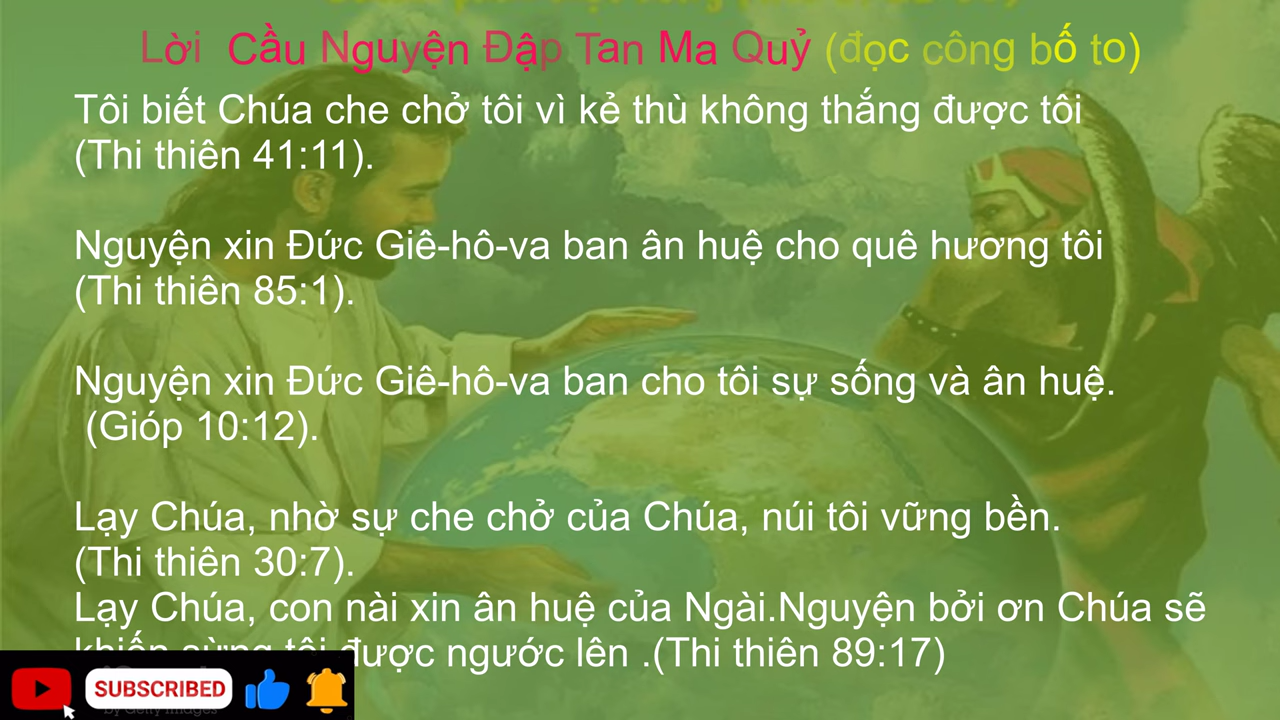 Lời Cầu Nguyện Đập Tan Ma Quỷ (đọc công bố to)
Tôi biết Chúa che chở tôi vì kẻ thù không thắng được tôi
(Thi thiên 41:11).
Nguyện xin Đức Giê-hô-va ban ân huệ cho quê hương tôi
(Thi thiên 85:1).
Nguyện xin Đức Giê-hô-va ban cho tôi sự sống và ân huệ.
(Gióp 10:12).
Lạy Chúa, nhờ sự che chở của Chúa, núi tôi vững bền.
(Thi thiên 30:7).
Lạy Chúa, con nài xin ân huệ của Ngài.Nguyện bởi ơn Chúa sẽ
khiến sừng tôi được ngước lên .(Thi thiên 89:17)
SUBSCRIBED
by Getty Images